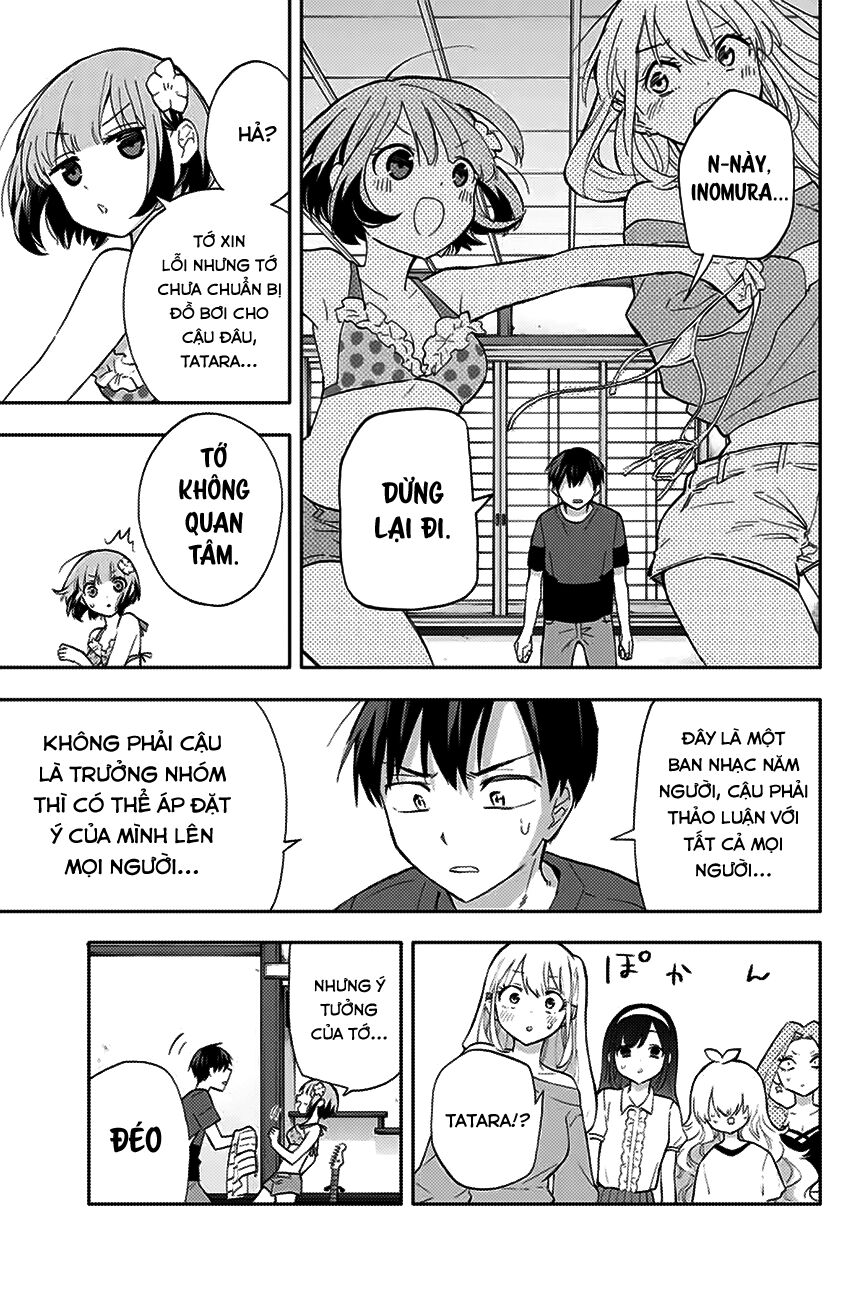 N-NÀY,
INOMURA...
DỪNG
LẠI ĐI.
HẢ?
TỚ XIN
LỖI NHƯNG TỚ
CHƯA CHUẨN BỊ
ĐỒ BƠI CHO
CẬU ĐÂU,
TATARA...
TỚ
KHÔNG
QUAN
TÂM.
ĐÂY LÀ MỘT
BAN NHẠC NĂM
NGƯỜI, CẬU PHẢI
THẢO LUẬN VỚI
TẤT CẢ MỌI
NGƯỜI...
KHÔNG PHẢI CẬU
LÀ TRƯỞNG NHÓM
THÌ CÓ THỂ ÁP ĐẶT
Ý CỦA MÌNH LÊN
MỌI NGƯỜI...
ぽかん
TATARA!?
NHƯNG Ý
TƯỞNG
CỦA TỚ...
ĐÉO